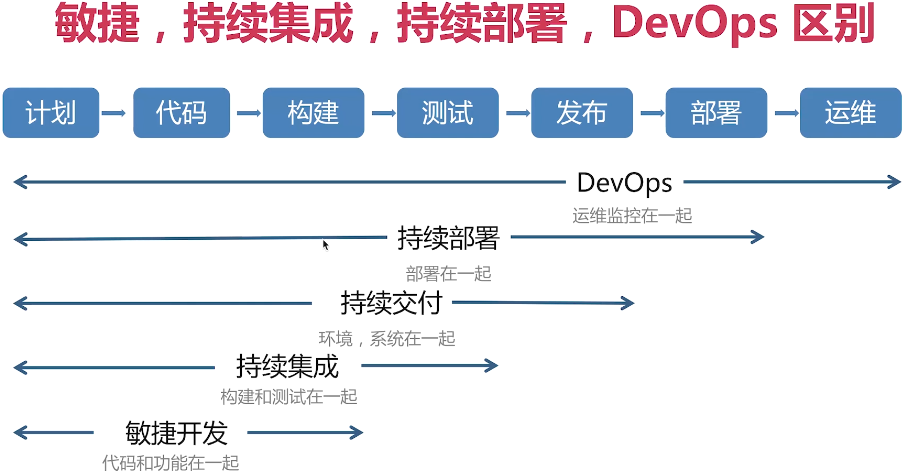 敏捷，持续集成，持续部署，DevOps 区别
计划 代码 构建 测试 发布 部署 运维
DevOps
运维监控在一起
持续部署
部署在一起
持续交付
环境，系统在一起
持续集成
构建和测试在一起
敏捷开发
代码和功能在一起